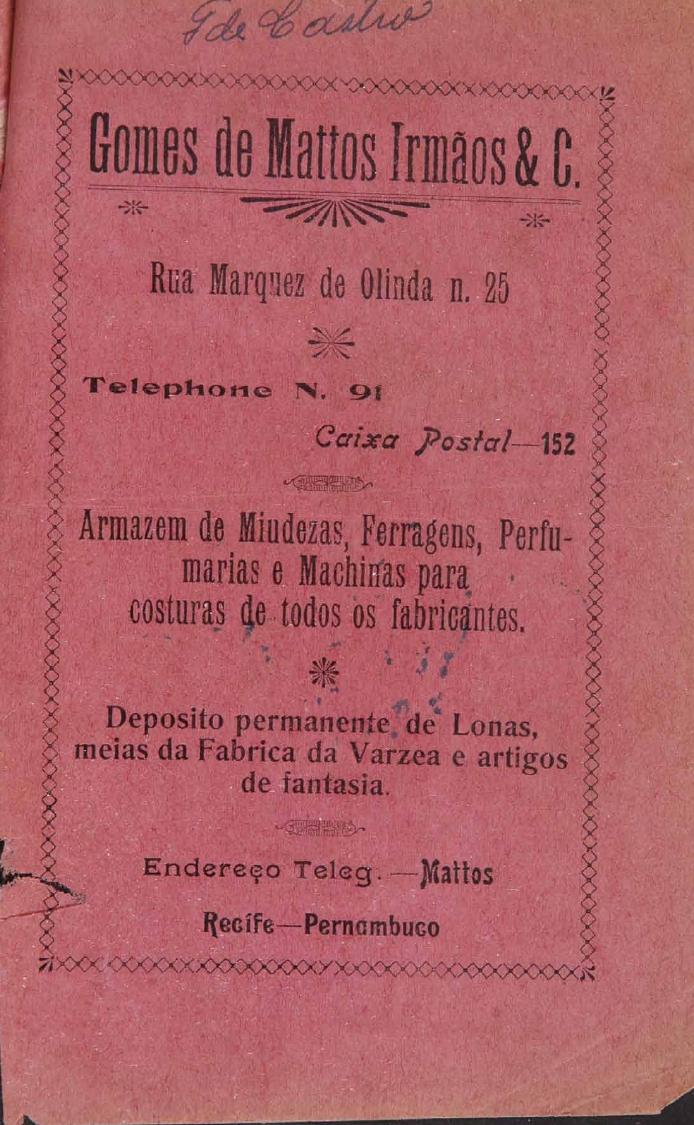 F de Castro
Gomes de Mattos Irmãos & C.
Rua Marquez de Olinda n. 25
Telephone N. 91
Caixa Postal—152
Armazem de Miudezas, Ferragens, Perfu-
marias e Machinas para
costuras de todos os fabricantes.
Deposito permanente de Lonas,
meias da Fabrica da Varzea e artigos
de fantasia.
Endereço Teleg.—Mattos
Recife—Pernambuco